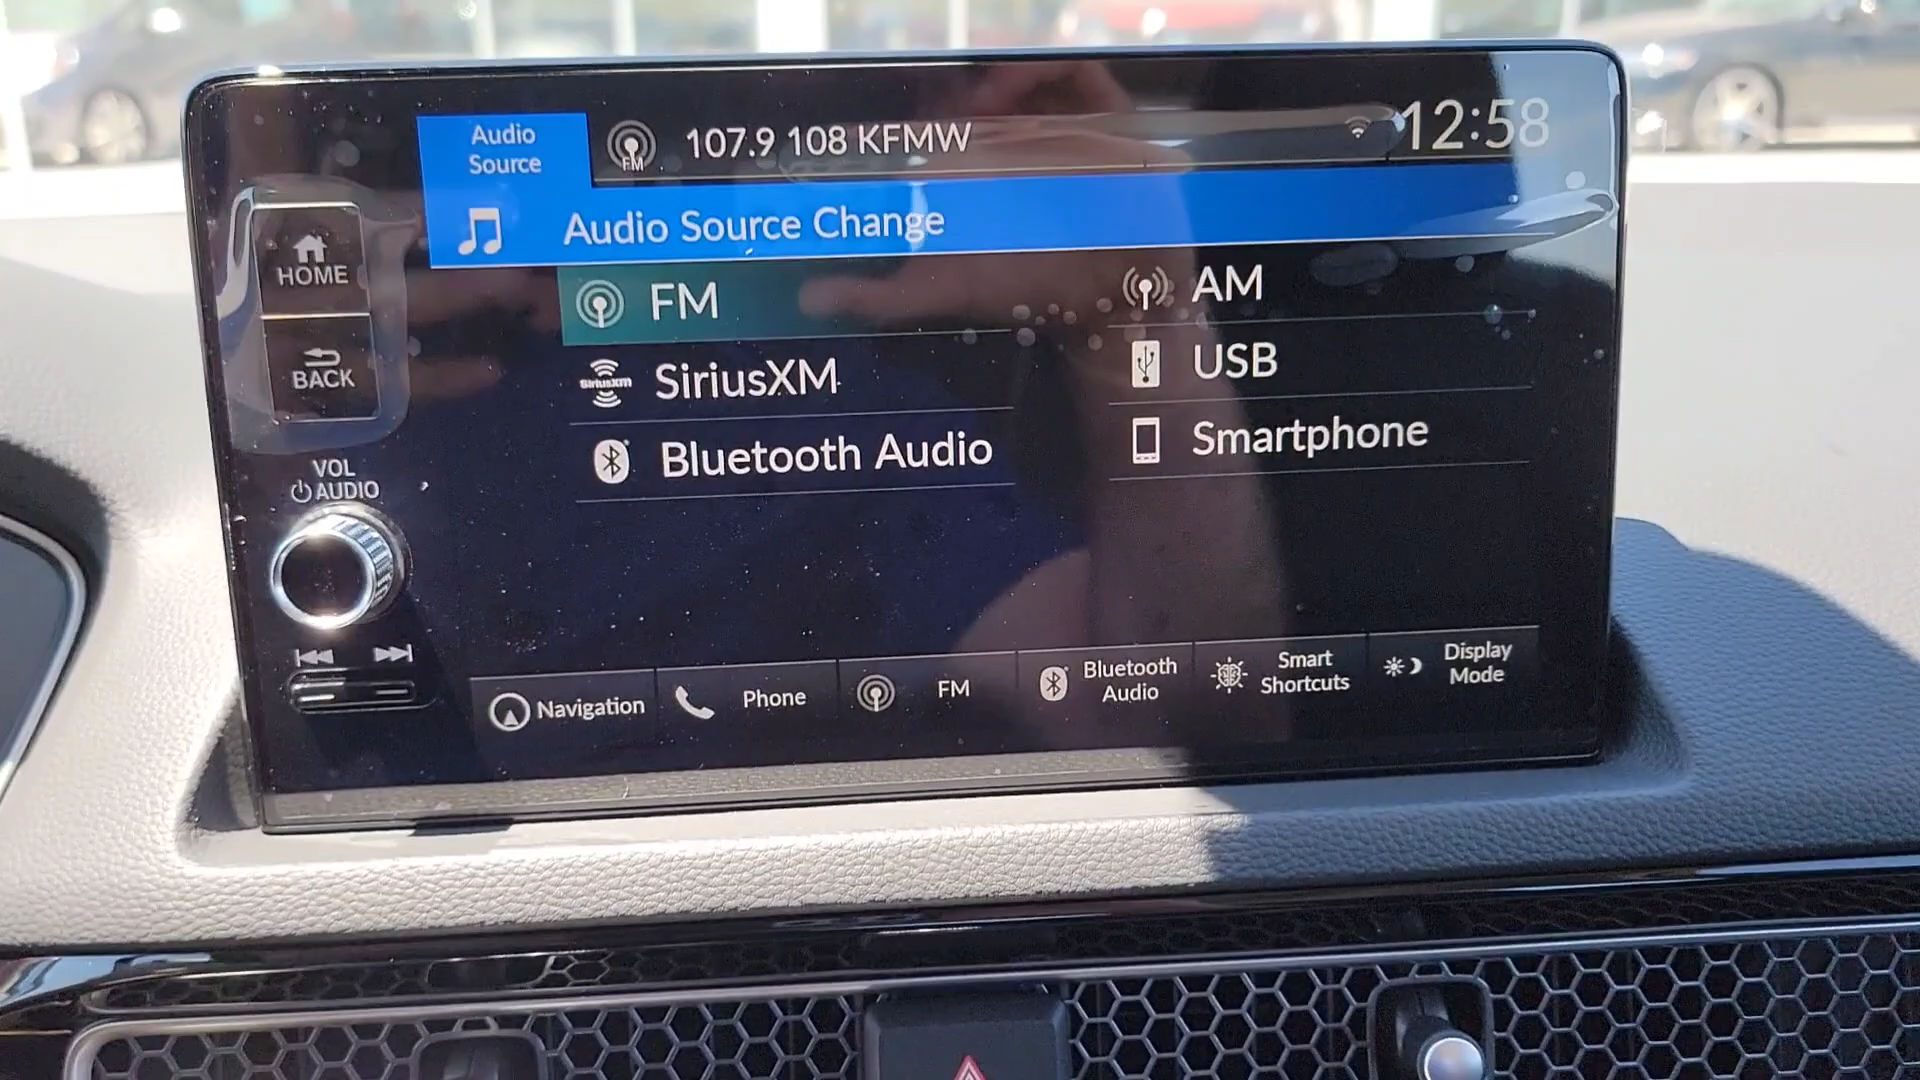 Audio
Source
FM
107.9 108 KFMW
12:58
Audio Source Change
HOME
BACK
VOL
AUDIO
FM
AM
SiriusXM
SiriusXM
USB
Bluetooth Audio
Smartphone
Navigation
Phone
FM
Bluetooth
Audio
Smart
Shortcuts
Display
Mode